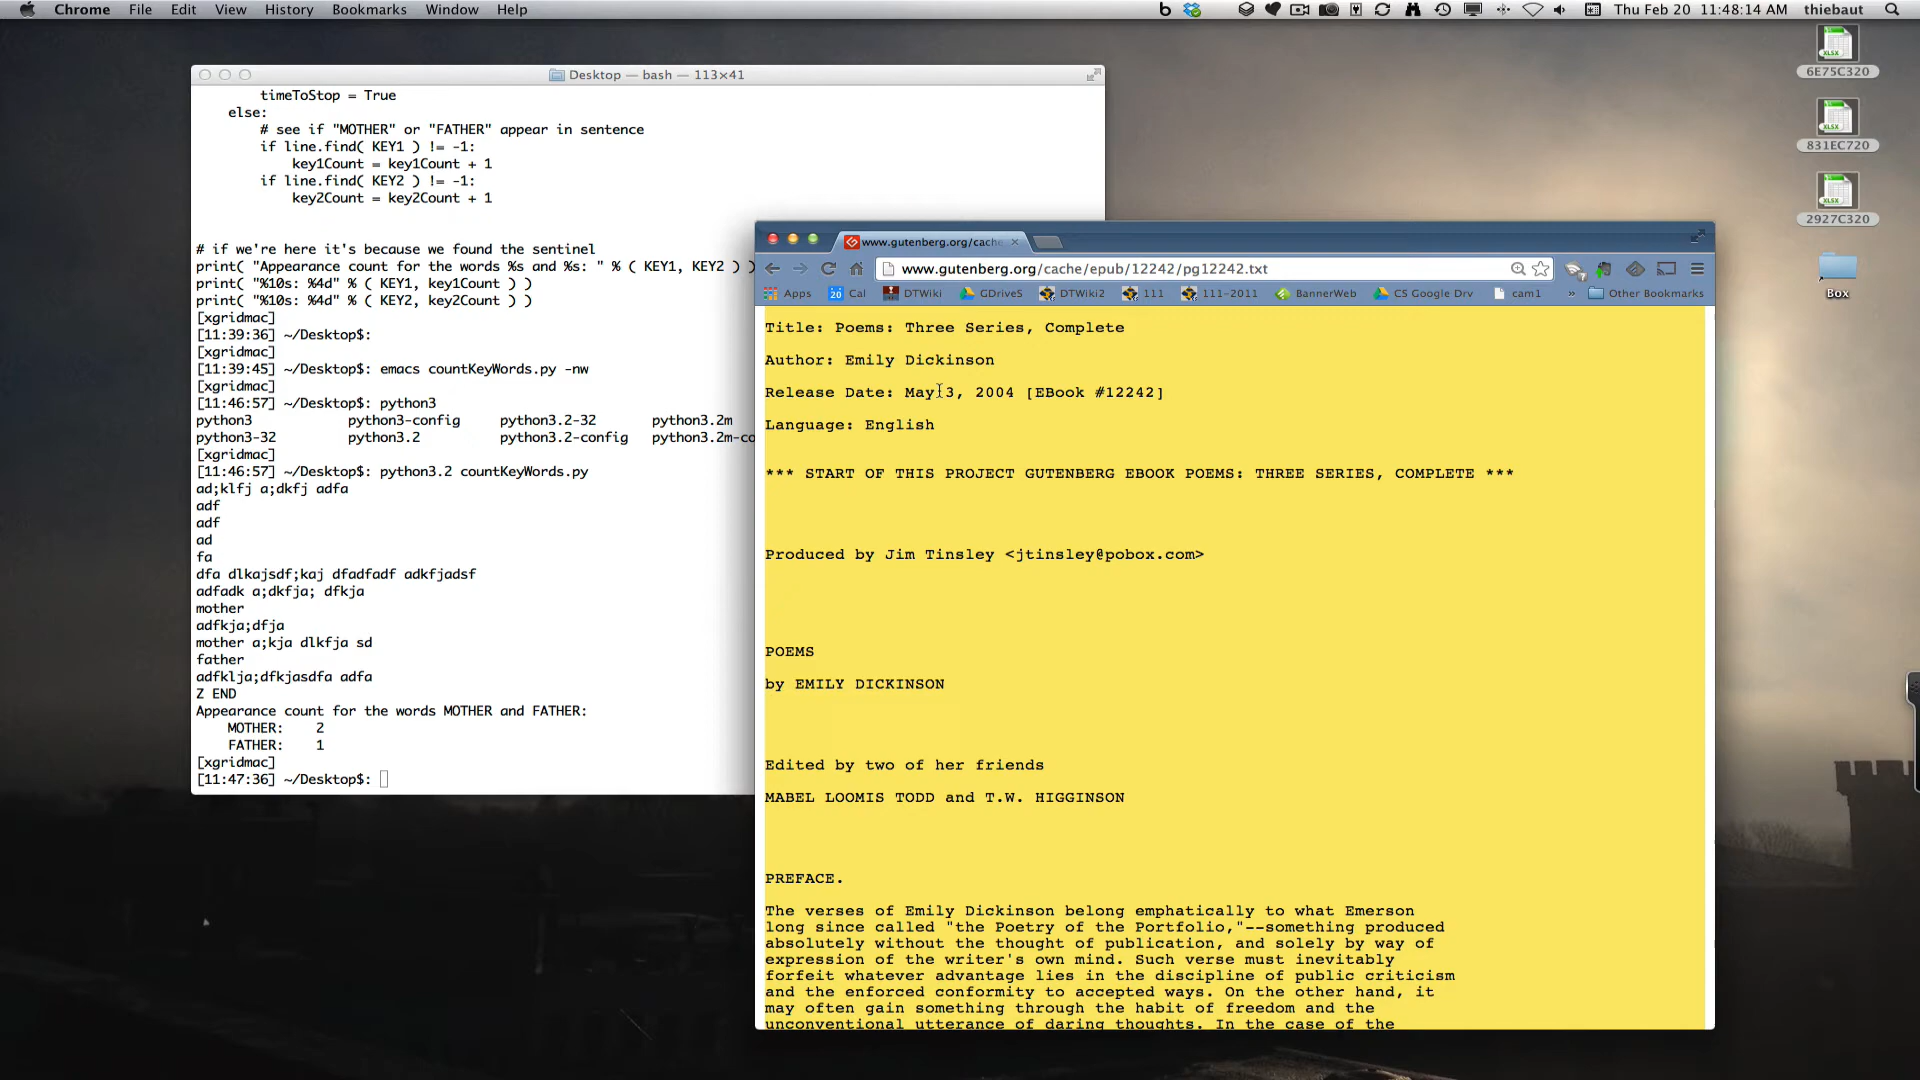 Chrome File Edit View History Bookmarks Window Help
Thu Feb 20 11:48:14 AM thiebaut
6E75C320
831EC720
2927C320
Box
Desktop — bash — 113×41
timeToStop = True
else:
# see if "MOTHER" or "FATHER" appear in sentence
if line.find( KEY1 ) != -1:
key1Count = key1Count + 1
if line.find( KEY2 ) != -1:
key2Count = key2Count + 1
# if we're here it's because we found the sentinel
print( "Appearance count for the words %s and %s: " % ( KEY1, KEY2 ) )
print( "%10s: %4d" % ( KEY1, key1Count ) )
print( "%10s: %4d" % ( KEY2, key2Count ) )
[xgridmac]
[11:39:36] ~/Desktop$:
[xgridmac]
[11:39:45] ~/Desktop$: emacs countKeyWords.py -nw
[xgridmac]
[11:46:57] ~/Desktop$: python3
python3 python3-config python3.2-32 python3.2m
python3-32 python3.2 python3.2-config python3.2m-co
[xgridmac]
[11:46:57] ~/Desktop$: python3.2 countKeyWords.py
ad;klfj a;dkfj adfa
adf
adf
ad
fa
dfa dlkajsdf;kaj dfadfadf adkfjadsf
adfadk a;dkfja; dfkja
mother
adfkja;dfja
mother a;kja dlkfja sd
father
adfklja;dfkjasdfa adfa
Z END
Appearance count for the words MOTHER and FATHER:
MOTHER: 2
FATHER: 1
[xgridmac]
[11:47:36] ~/Desktop$:
www.gutenberg.org/cache
www.gutenberg.org/cache/epub/12242/pg12242.txt
Apps 20 Cal DTWiki GDriveS DTWiki2 111 111-2011 BannerWeb CS Google Drv cam1 » Other Bookmarks
Title: Poems: Three Series, Complete
Author: Emily Dickinson
Release Date: May 3, 2004 [EBook #12242]
Language: English
*** START OF THIS PROJECT GUTENBERG EBOOK POEMS: THREE SERIES, COMPLETE ***
Produced by Jim Tinsley <jtinsley@pobox.com>
POEMS
by EMILY DICKINSON
Edited by two of her friends
MABEL LOOMIS TODD and T.W. HIGGINSON
PREFACE.
The verses of Emily Dickinson belong emphatically to what Emerson
long since called "the Poetry of the Portfolio,"--something produced
absolutely without the thought of publication, and solely by way of
expression of the writer's own mind. Such verse must inevitably
forfeit whatever advantage lies in the discipline of public criticism
and the enforced conformity to accepted ways. On the other hand, it
may often gain something through the habit of freedom and the
unconventional utterance of daring thoughts. In the case of the